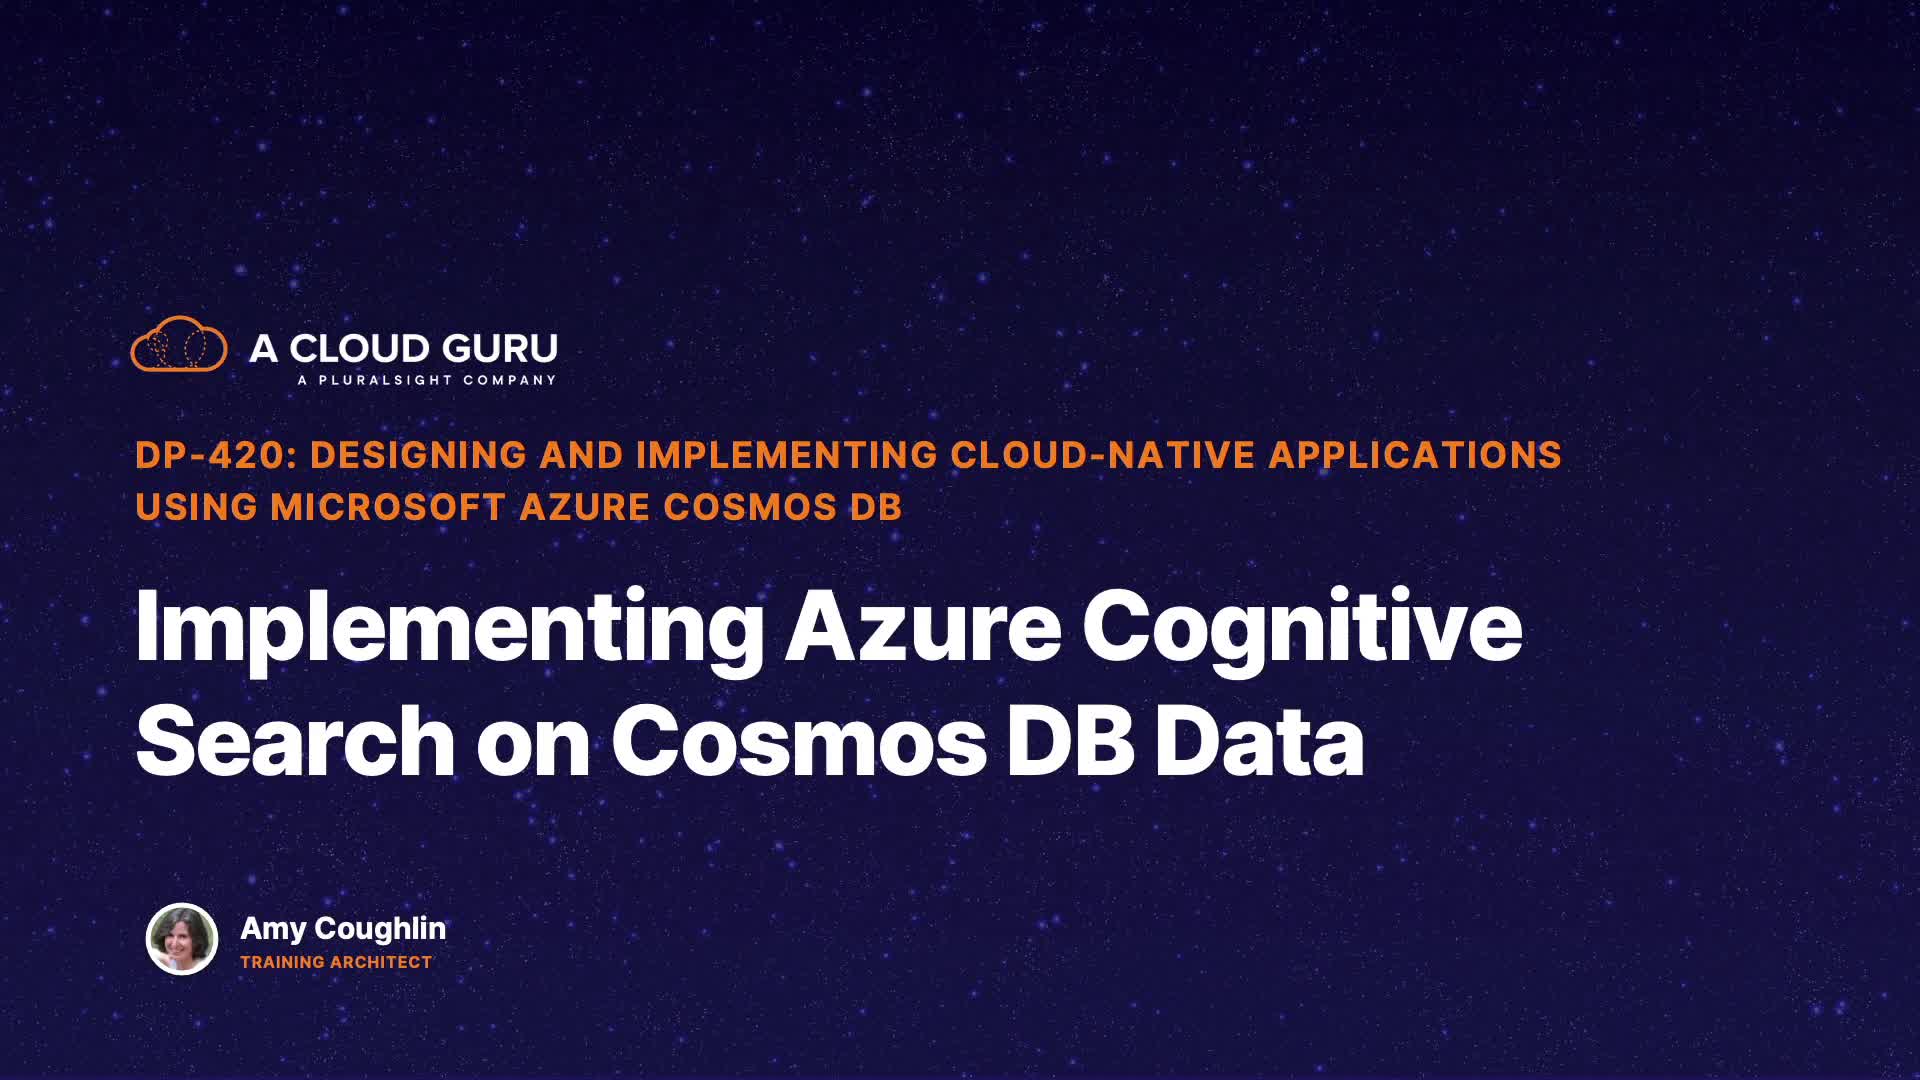 A CLOUD GURU
A PLURALSIGHT COMPANY
DP-420: DESIGNING AND IMPLEMENTING CLOUD-NATIVE APPLICATIONS
USING MICROSOFT AZURE COSMOS DB
Implementing Azure Cognitive
Search on Cosmos DB Data
Amy Coughlin
TRAINING ARCHITECT